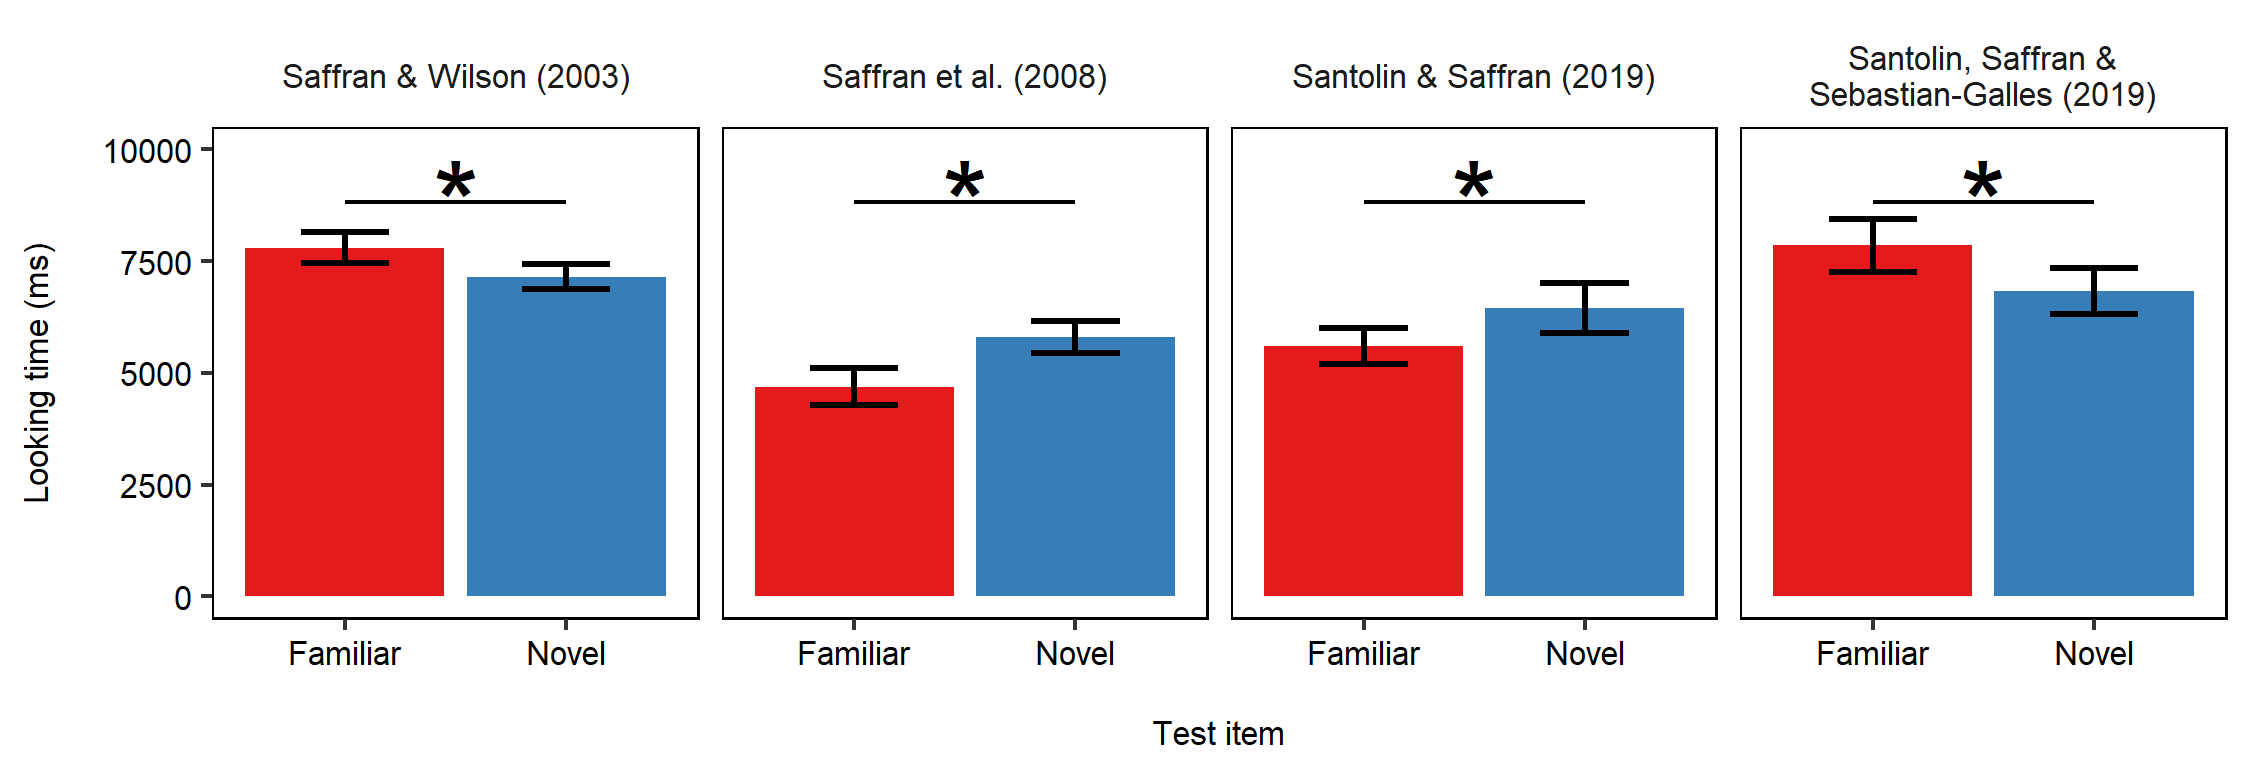 Saffran & Wilson (2003)
Saffran et al. (2008)
Santolin & Saffran (2019)
Santolin, Saffran &
Sebastian-Galles (2019)
Looking time (ms)
10000
7500
5000
2500
0
*
*
*
*
Familiar
Novel
Familiar
Novel
Familiar
Novel
Familiar
Novel
Test item